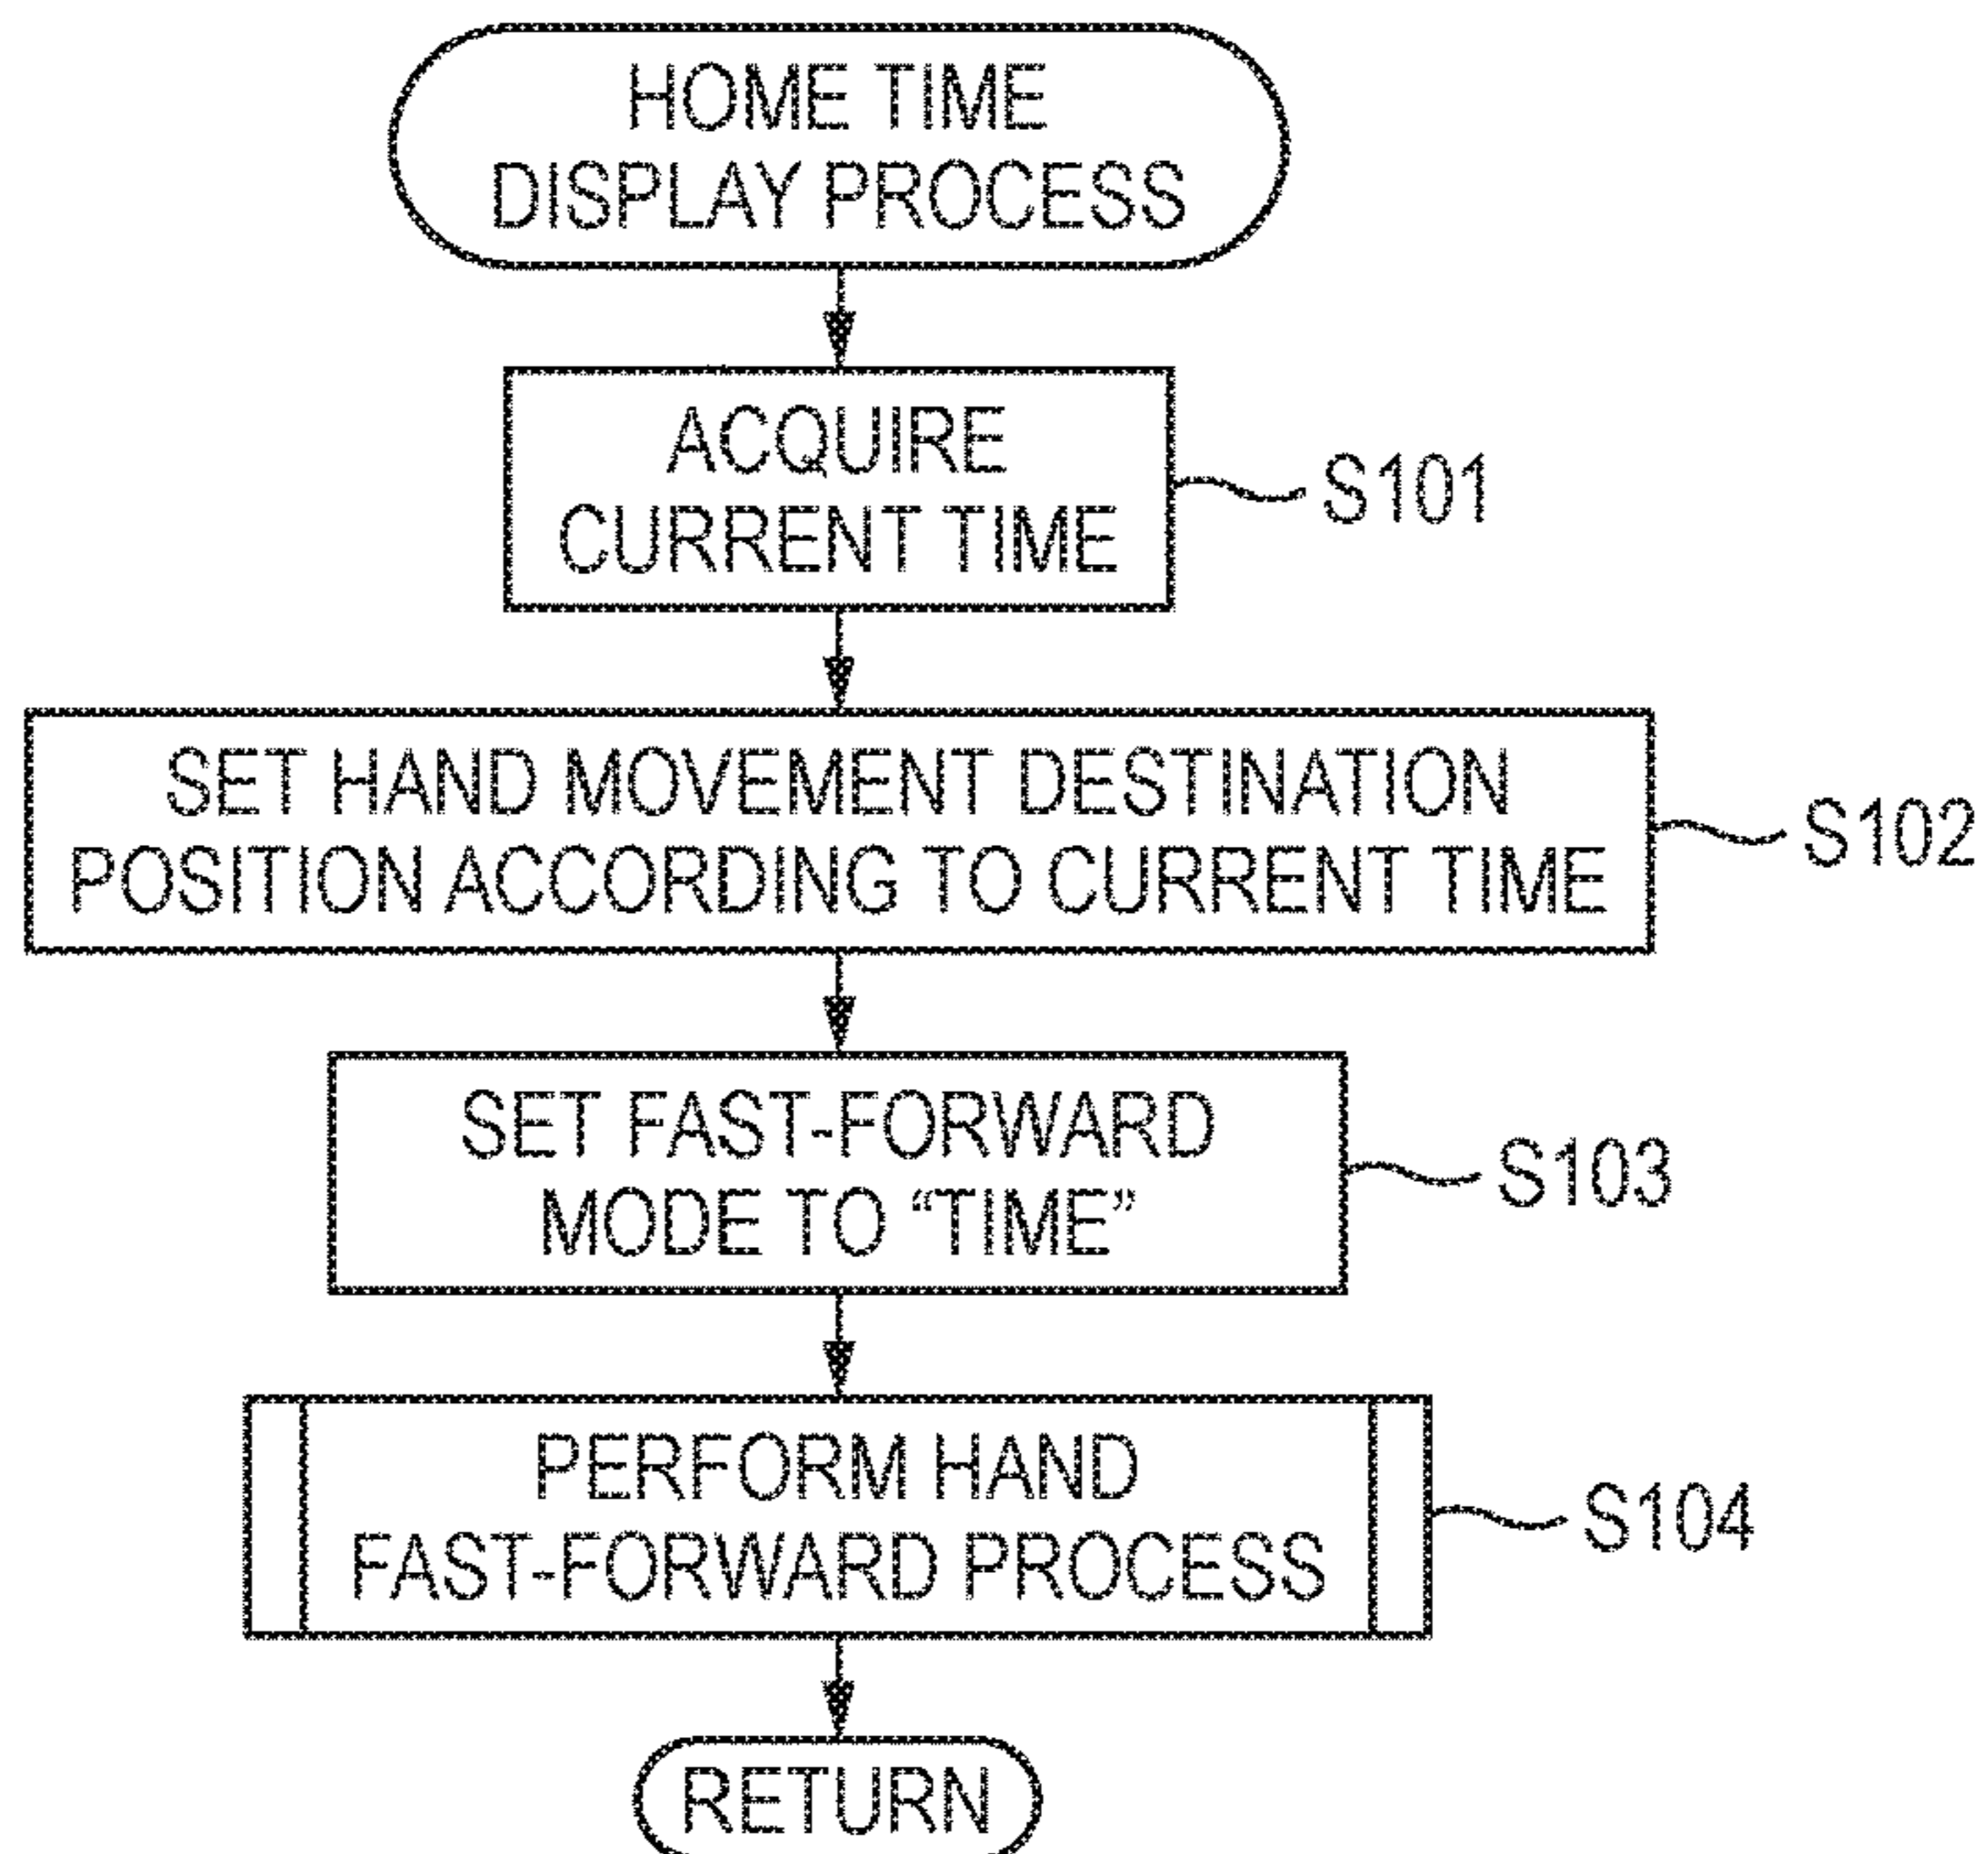 HOME TIME
DISPLAY PROCESS
ACQUIRE
CURRENT TIME
S101
SET HAND MOVEMENT DESTINATION
POSITION ACCORDING TO CURRENT TIME
S102
SET FAST-FORWARD
MODE TO “TIME”
S103
PERFORM HAND
FAST-FORWARD PROCESS
S104
RETURN